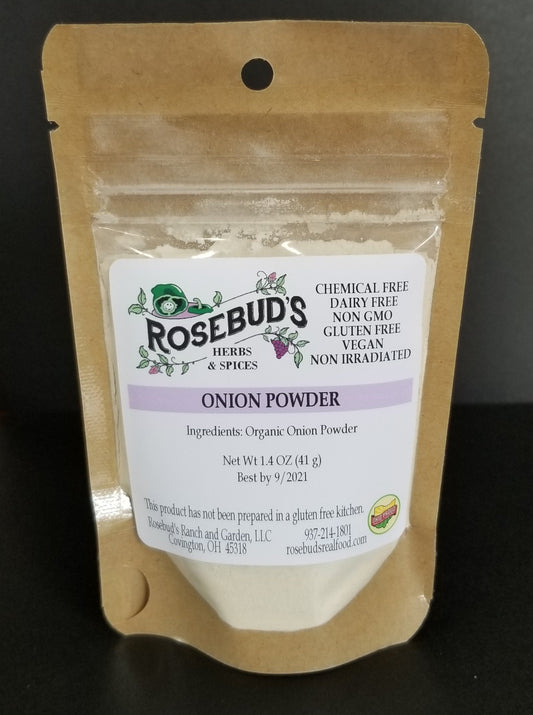 ROSEBUD'S
HERBS
& SPICES
CHEMICAL FREE
DAIRY FREE
NON GMO
GLUTEN FREE
VEGAN
NON IRRADIATED
ONION POWDER
Ingredients: Organic Onion Powder
Net Wt 1.4 OZ (41 g)
Best by 9/2021
This product has not been prepared in a gluten free kitchen.
Rosebud's Ranch and Garden, LLC
Covington, OH 45318
937-214-1801
rosebudsrealfood.com